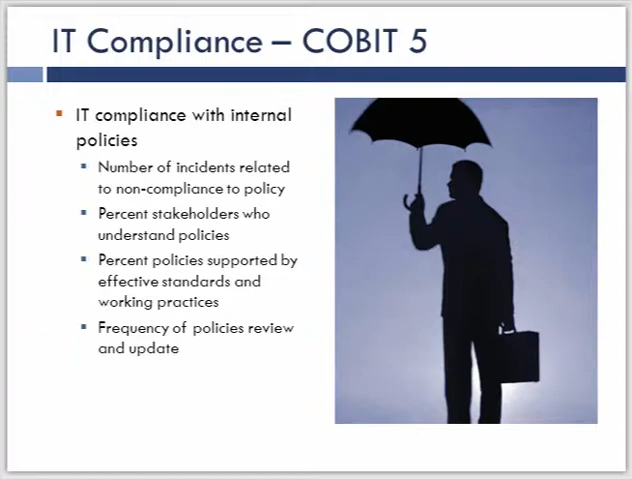 IT Compliance – COBIT 5
IT compliance with internal
policies
Number of incidents related
to non-compliance to policy
Percent stakeholders who
understand policies
Percent policies supported by
effective standards and
working practices
Frequency of policies review
and update